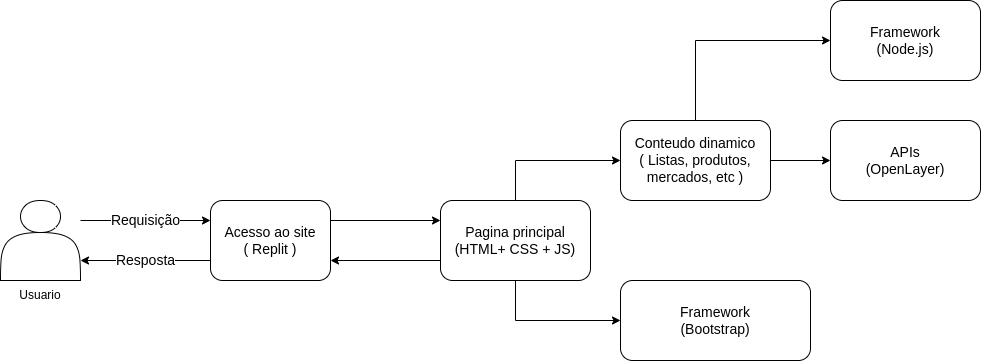 Framework
(Node.js)
Conteudo dinamico
( Listas, produtos,
mercados, etc )
APIs
(OpenLayer)
Requisição
Resposta
Usuario
Acesso ao site
( Replit )
Pagina principal
(HTML+ CSS + JS)
Framework
(Bootstrap)